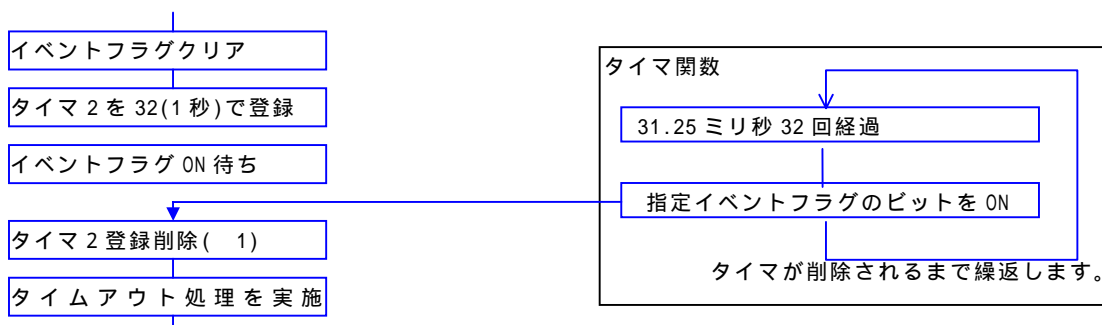 イベントフラグクリア
タイマ2を32(1秒)で登録
イベントフラグON待ち
タイマ2登録削除(　1)
タイムアウト処理を実施
タイマ関数
31.25ミリ秒32回経過
指定イベントフラグのビットをON
タイマが削除されるまで繰返します。